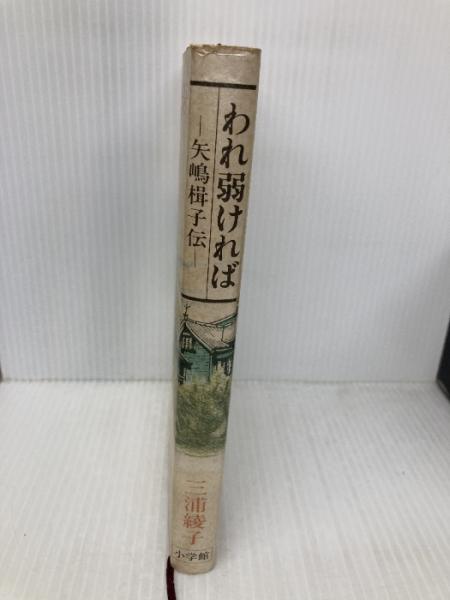 われ弱ければ
―矢嶋楫子伝―
三浦綾子
小学館